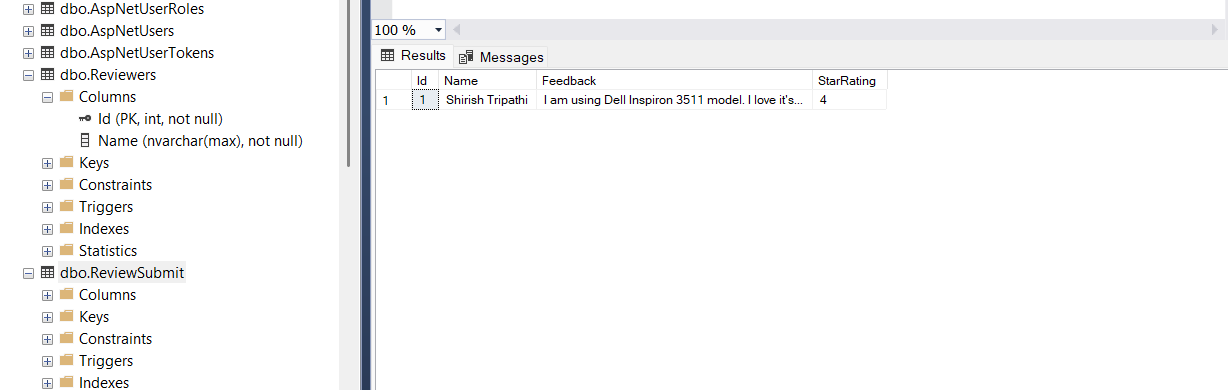 dbo.AspNetUserRoles
dbo.AspNetUsers
dbo.AspNetUserTokens
dbo.Reviewers
Columns
Id (PK, int, not null)
Name (nvarchar(max), not null)
Keys
Constraints
Triggers
Indexes
Statistics
dbo.ReviewSubmit
Columns
Keys
Constraints
Triggers
Indexes
100 %
Results Messages
Id Name Feedback StarRating
1 1 Shirish Tripathi I am using Dell Inspiron 3511 model. I love it's... 4